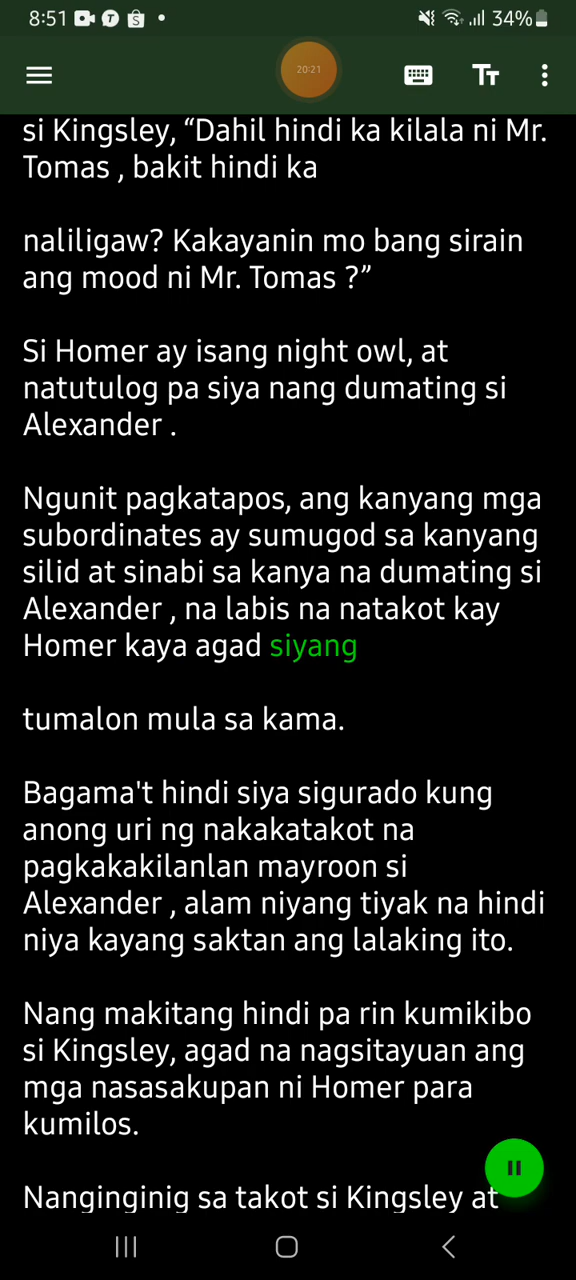 8:51
34%
20:21
si Kingsley, “Dahil hindi ka kilala ni Mr.
Tomas , bakit hindi ka
naliligaw? Kakayanin mo bang sirain
ang mood ni Mr. Tomas ?”
Si Homer ay isang night owl, at
natutulog pa siya nang dumating si
Alexander .
Ngunit pagkatapos, ang kanyang mga
subordinates ay sumugod sa kanyang
silid at sinabi sa kanya na dumating si
Alexander , na labis na natakot kay
Homer kaya agad siyang
tumalon mula sa kama.
Bagama't hindi siya sigurado kung
anong uri ng nakakatakot na
pagkakakilanlan mayroon si
Alexander , alam niyang tiyak na hindi
niya kayang saktan ang lalaking ito.
Nang makitang hindi pa rin kumikibo
si Kingsley, agad na nagsitayuan ang
mga nasasakupan ni Homer para
kumilos.
Nanginginig sa takot si Kingsley at